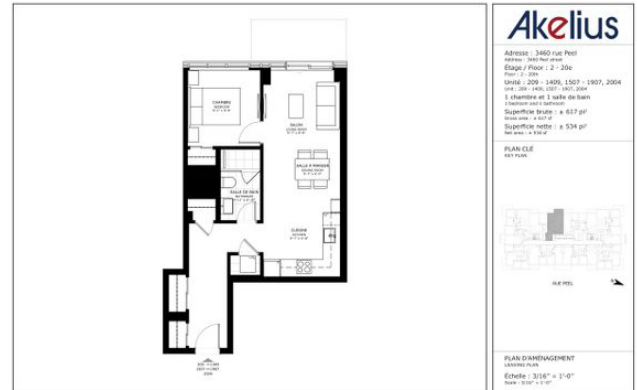 Akelius
Adresse : 3460 rue Peel
Address : 3460 Peel street
Étage / Floor : 2 - 20e
Floor : 2 - 20th
Unité : 209 - 1409, 1507 - 1907, 2004
Unit : 209 - 1409, 1507 - 1907, 2004
1 chambre et 1 salle de bain
1 bedroom and 1 bathroom
Superficie brute : ± 617 pi²
Gross area : ± 617 sf
Superficie nette : ± 534 pi²
Net area : ± 534 sf
PLAN CLÉ
KEY PLAN
RUE PEEL
PLAN D'AMÉNAGEMENT
LEASING PLAN
Échelle : 3/16" = 1'-0"
Scale : 3/16" = 1'-0"
CHAMBRE
BEDROOM
SALON
LIVING ROOM
SALLE À MANGER
DINING ROOM
SALLE DE BAIN
BATHROOM
CUISINE
KITCHEN